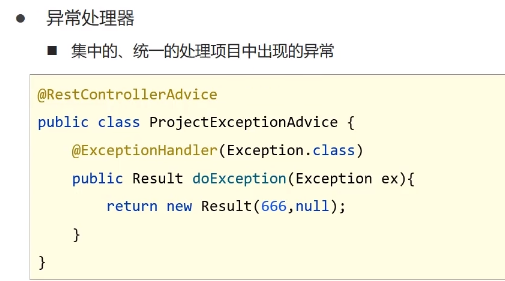 ● 异常处理器
■ 集中的、统一的处理项目中出现的异常
@RestControllerAdvice
public class ProjectExceptionAdvice {
    @ExceptionHandler(Exception.class)
    public Result doException(Exception ex){
        return new Result(666,null);
    }
}